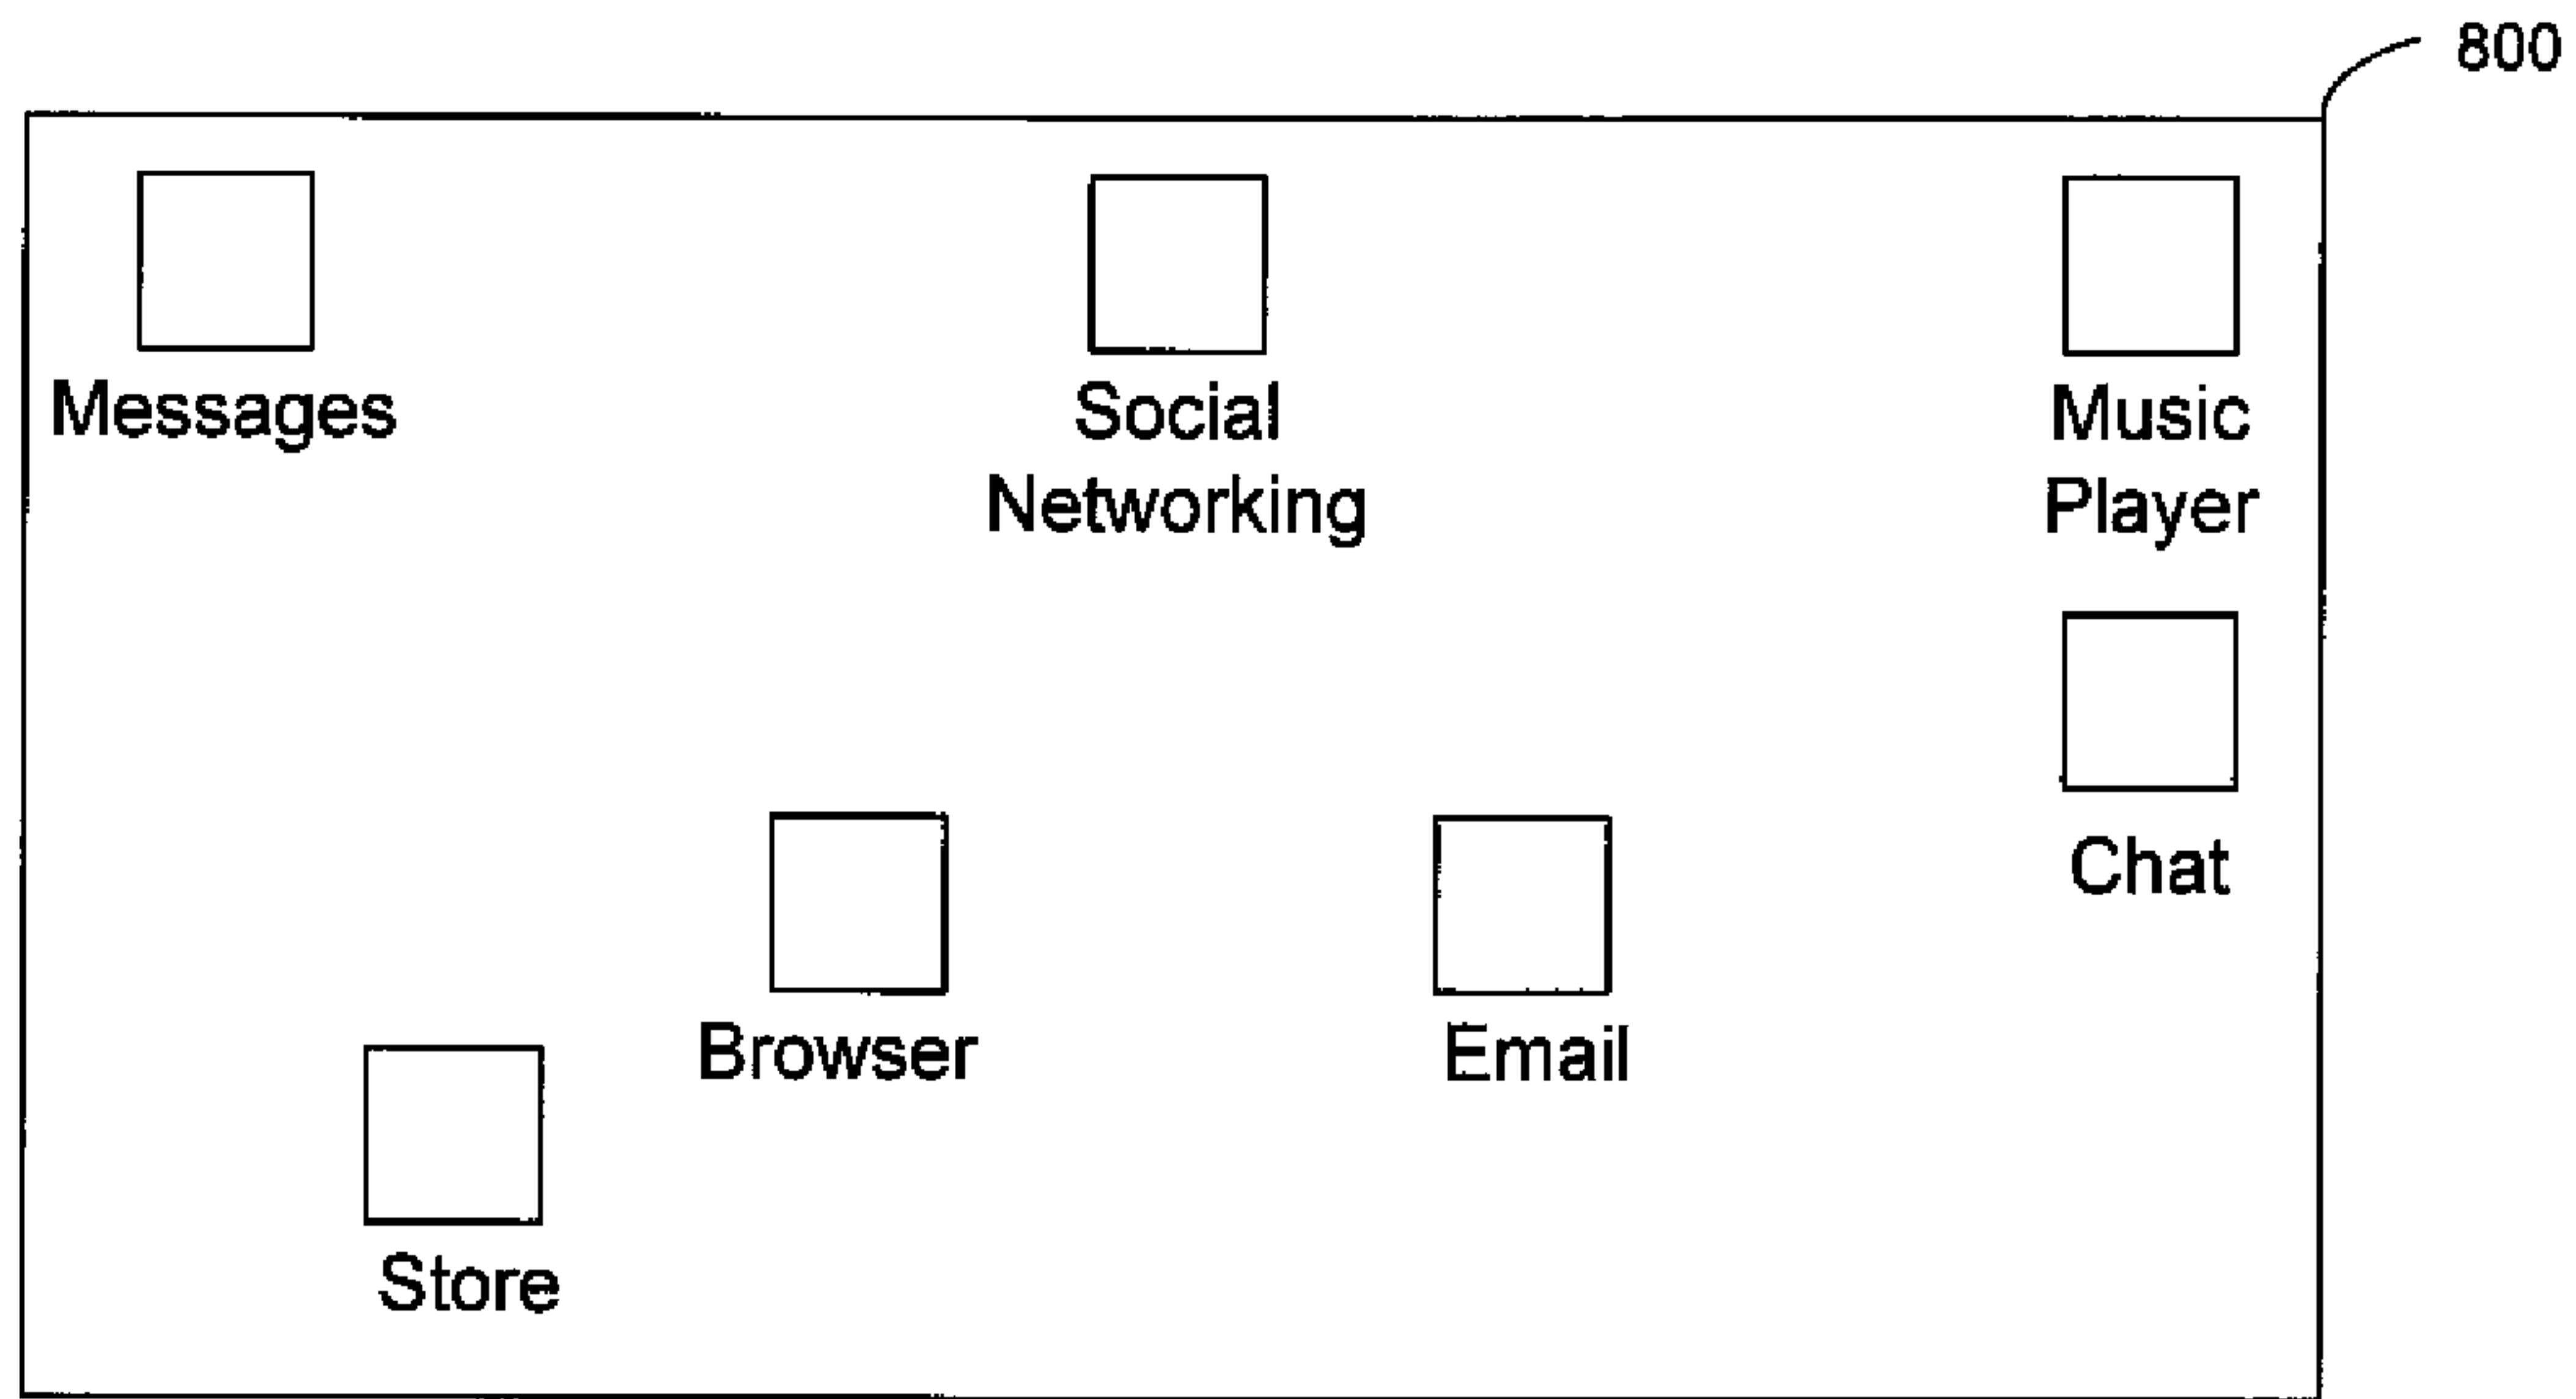 800
Messages
Social
Networking
Music
Player
Chat
Browser
Email
Store